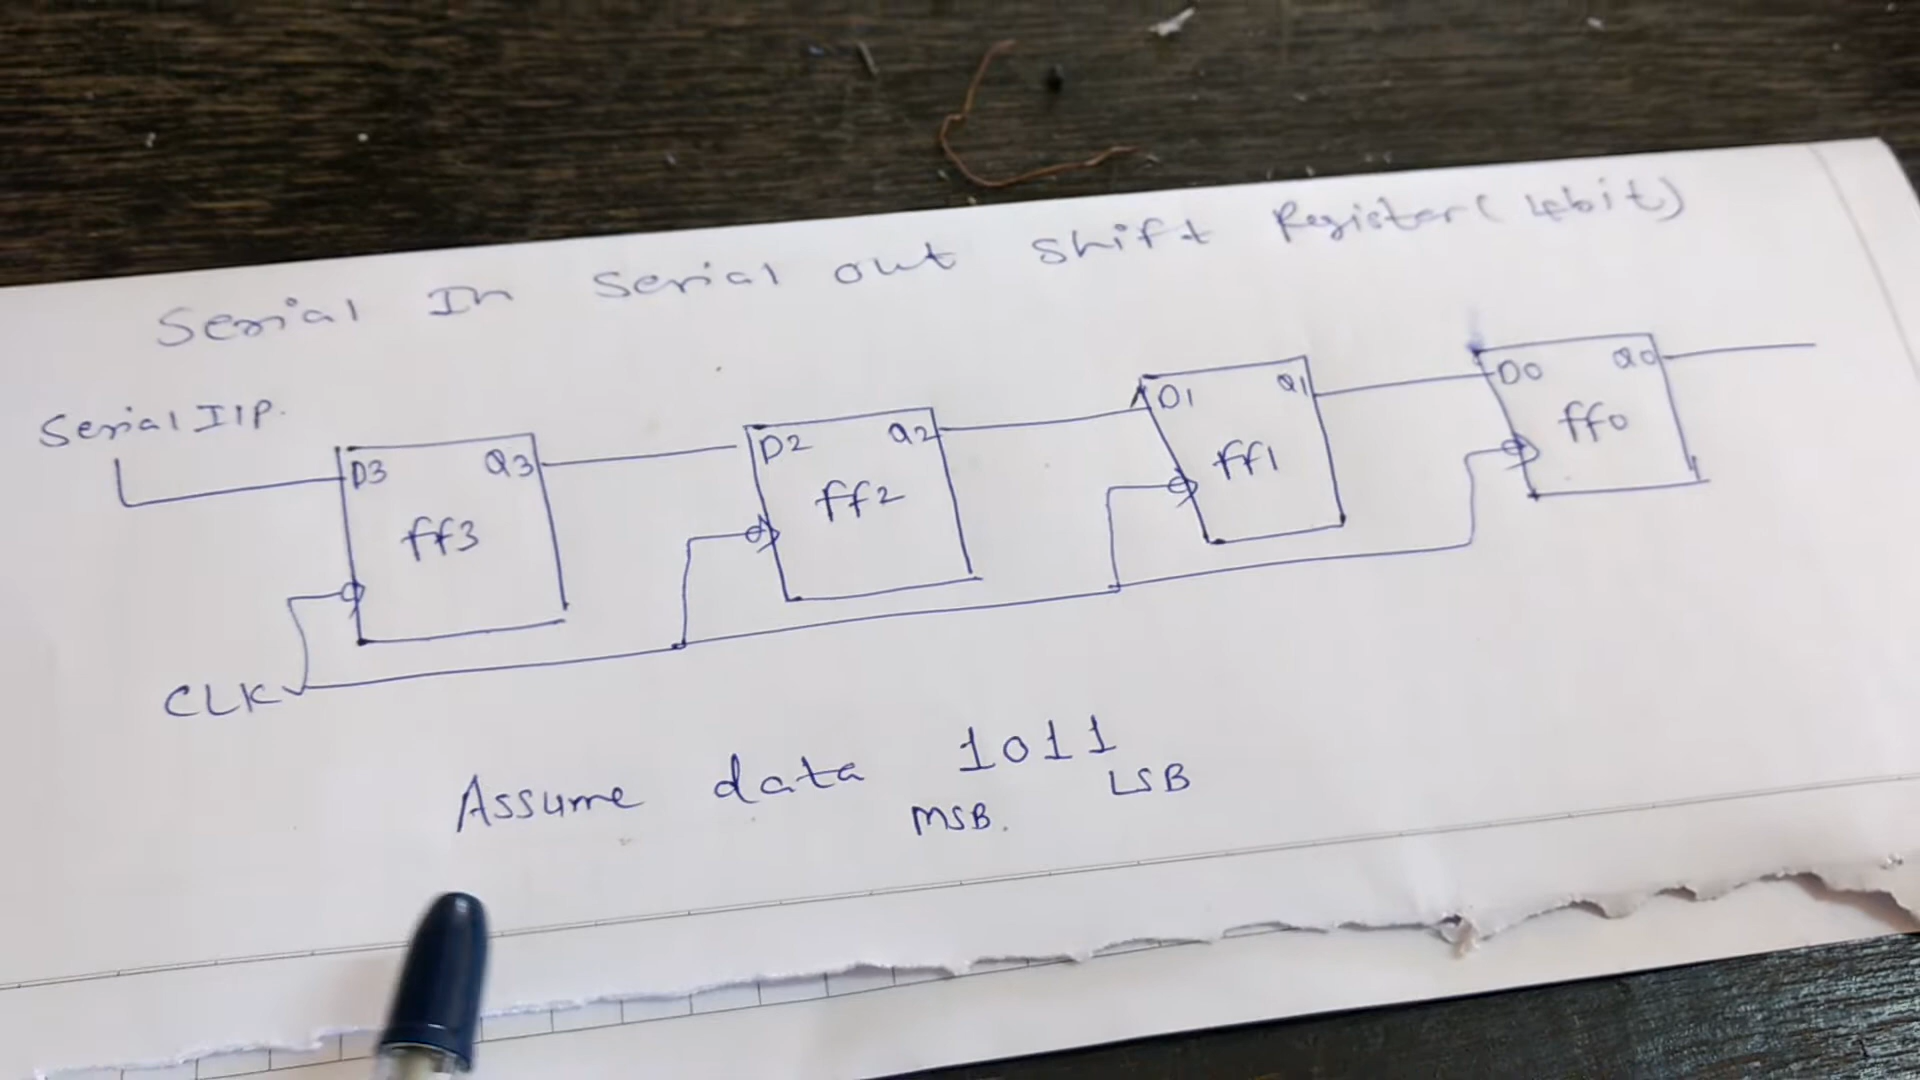 Serial In Serial out Shift Register (4bit)
Serial I/P.
D3 Q3 D2 Q2 D1 Q1 D0 Q0
ff3 ff2 ff1 ff0
CLK
Assume data 1011
MSB. LSB